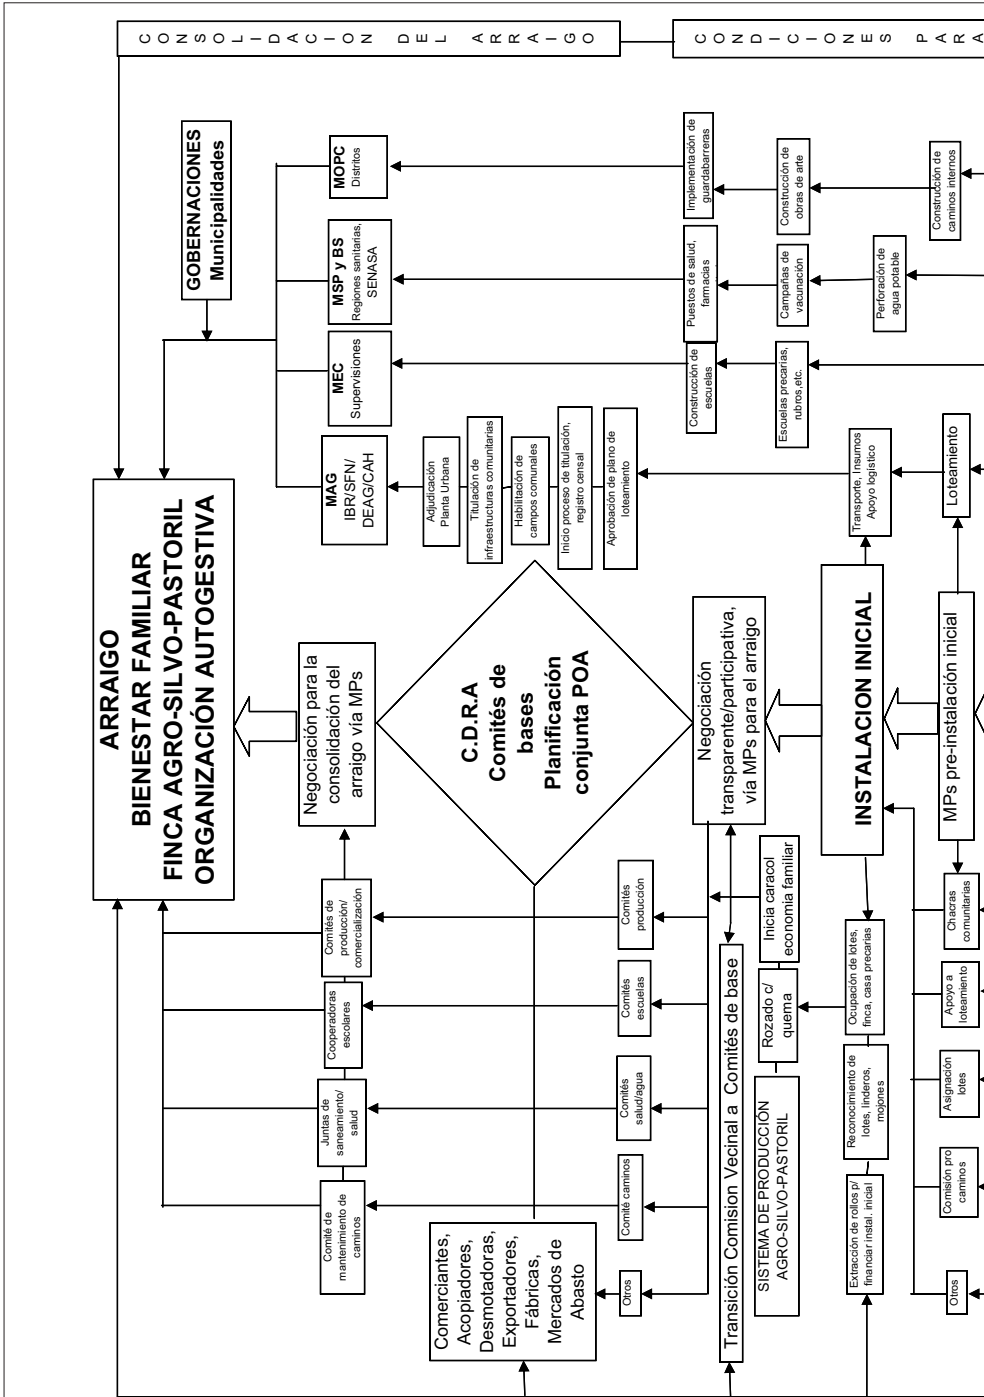 C O N S O L I D A C I O N   D E L   A R R A I G O
C O N D I C I O N E S   P A R A
GOBERNACIONES
Municipalidades
MOPC
Distritos
MSP y BS
Regiones sanitarias,
SENASA
MEC
Supervisiones
MAG
IBR/SFN/
DEAG/CAH
ARRAIGO
BIENESTAR FAMILIAR
FINCA AGRO-SILVO-PASTORIL
ORGANIZACIÓN AUTOGESTIVA
Implementación de
guardabarreras
Construcción de
obras de arte
Construcción de
caminos internos
Puestos de salud,
farmacias
Campañas de
vacunación
Perforación de
agua potable
Construcción de
escuelas
Escuelas precarias,
rubros,etc.
Adjudicación
Planta Urbana
Titulación de
infraestructuras comunitarias
Habilitación de
campos comunales
Inicio proceso de titulación,
registro censal
Aprobación de plano de
loteamiento
Transporte, Insumos
Apoyo logístico
Loteamiento
Negociación para la
consolidación del
arraigo vía MPs
C.D.R.A
Comités de
bases
Planificación
conjunta POA
Negociación
transparente/participativa,
vía MPs para el arraigo
INSTALACION INICIAL
MPs pre-instalación inicial
Comités de
producción/
comercialización
Cooperadoras
escolares
Juntas de
saneamiento/
salud
Comité de
mantenimiento de
caminos
Comités
producción
Comités
escuelas
Comités
salud/agua
Comité caminos
Otros
Comerciantes,
Acopiadores,
Desmotadoras,
Exportadores,
Fábricas,
Mercados de
Abasto
Transición Comision Vecinal a Comités de base
Inicia caracol
economía familiar
Rozado c/
quema
SISTEMA DE PRODUCCIÓN
AGRO-SILVO-PASTORIL
Ocupación de lotes,
finca, casa precarias
Reconocimiento de
lotes, linderos,
mojones
Extracción de rollos p/
financiar instal. inicial
Chacras
comunitarias
Apoyo a
loteamiento
Asignación
lotes
Comisión pro
caminos
Otros